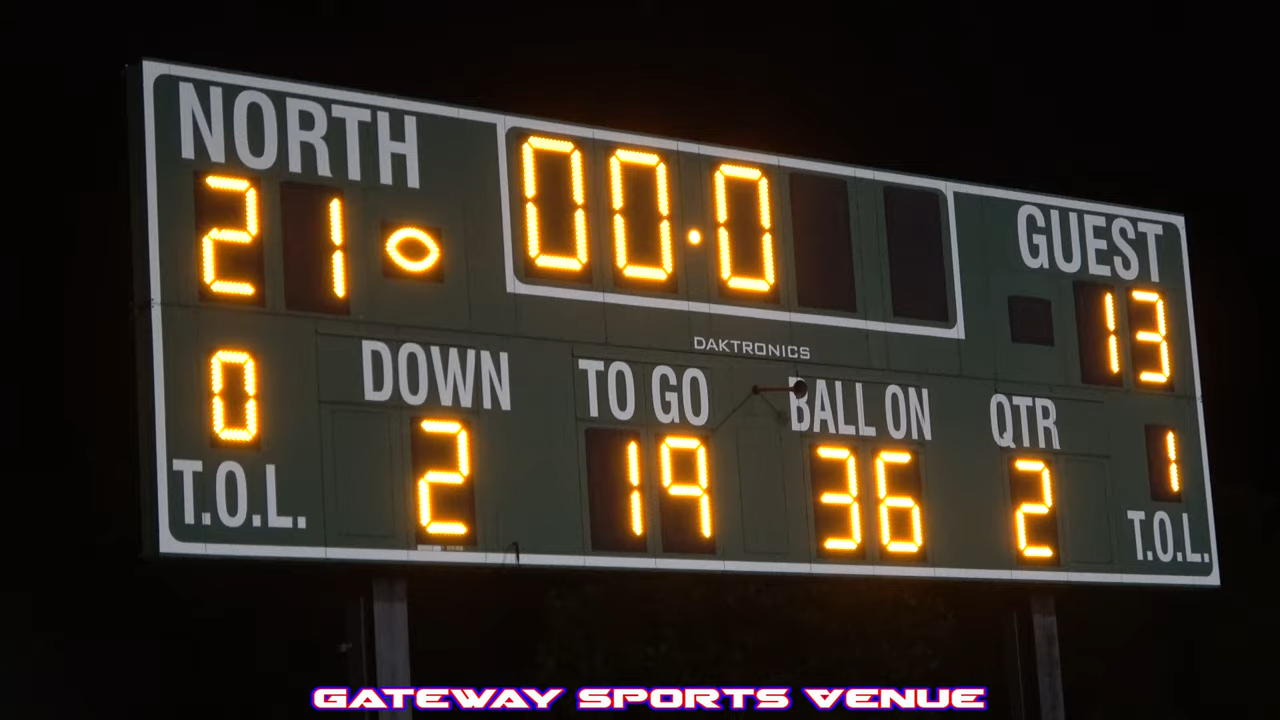 NORTH
00.0
GUEST
21
13
DAKTRONICS
0
DOWN
TO GO
BALL ON
QTR
1
2
19
36
2
T.O.L.
T.O.L.
GATEWAY SPORTS VENUE